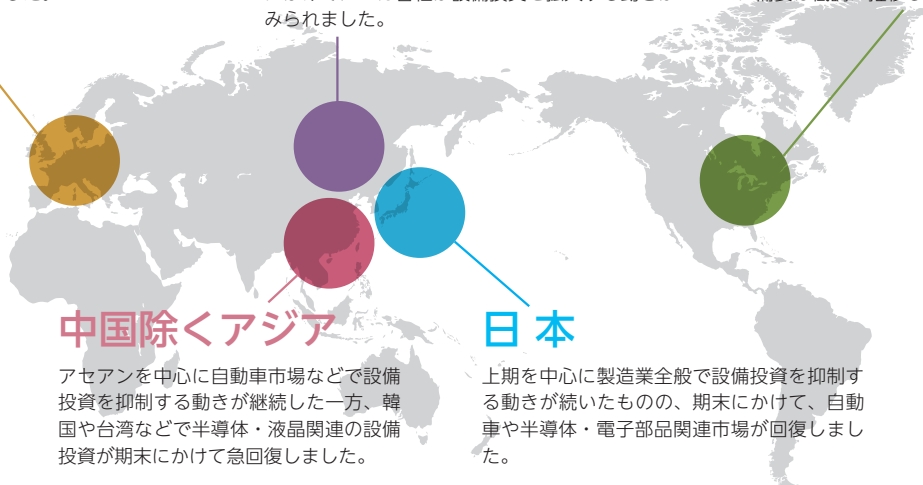 みられました。
中国除くアジア
アセアンを中心に自動車市場などで設備
投資を抑制する動きが継続した一方、韓
国や台湾などで半導体・液晶関連の設備
投資が期末にかけて急回復しました。
日 本
上期を中心に製造業全般で設備投資を抑制す
る動きが続いたものの、期末にかけて、自動
車や半導体・電子部品関連市場が回復しまし
た。